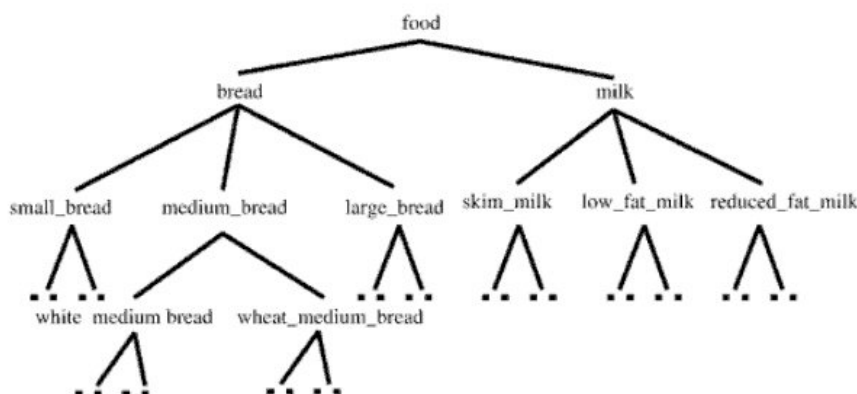 food
bread milk
small_bread medium_bread large_bread skim_milk low_fat_milk reduced_fat_milk
white medium bread wheat_medium_bread